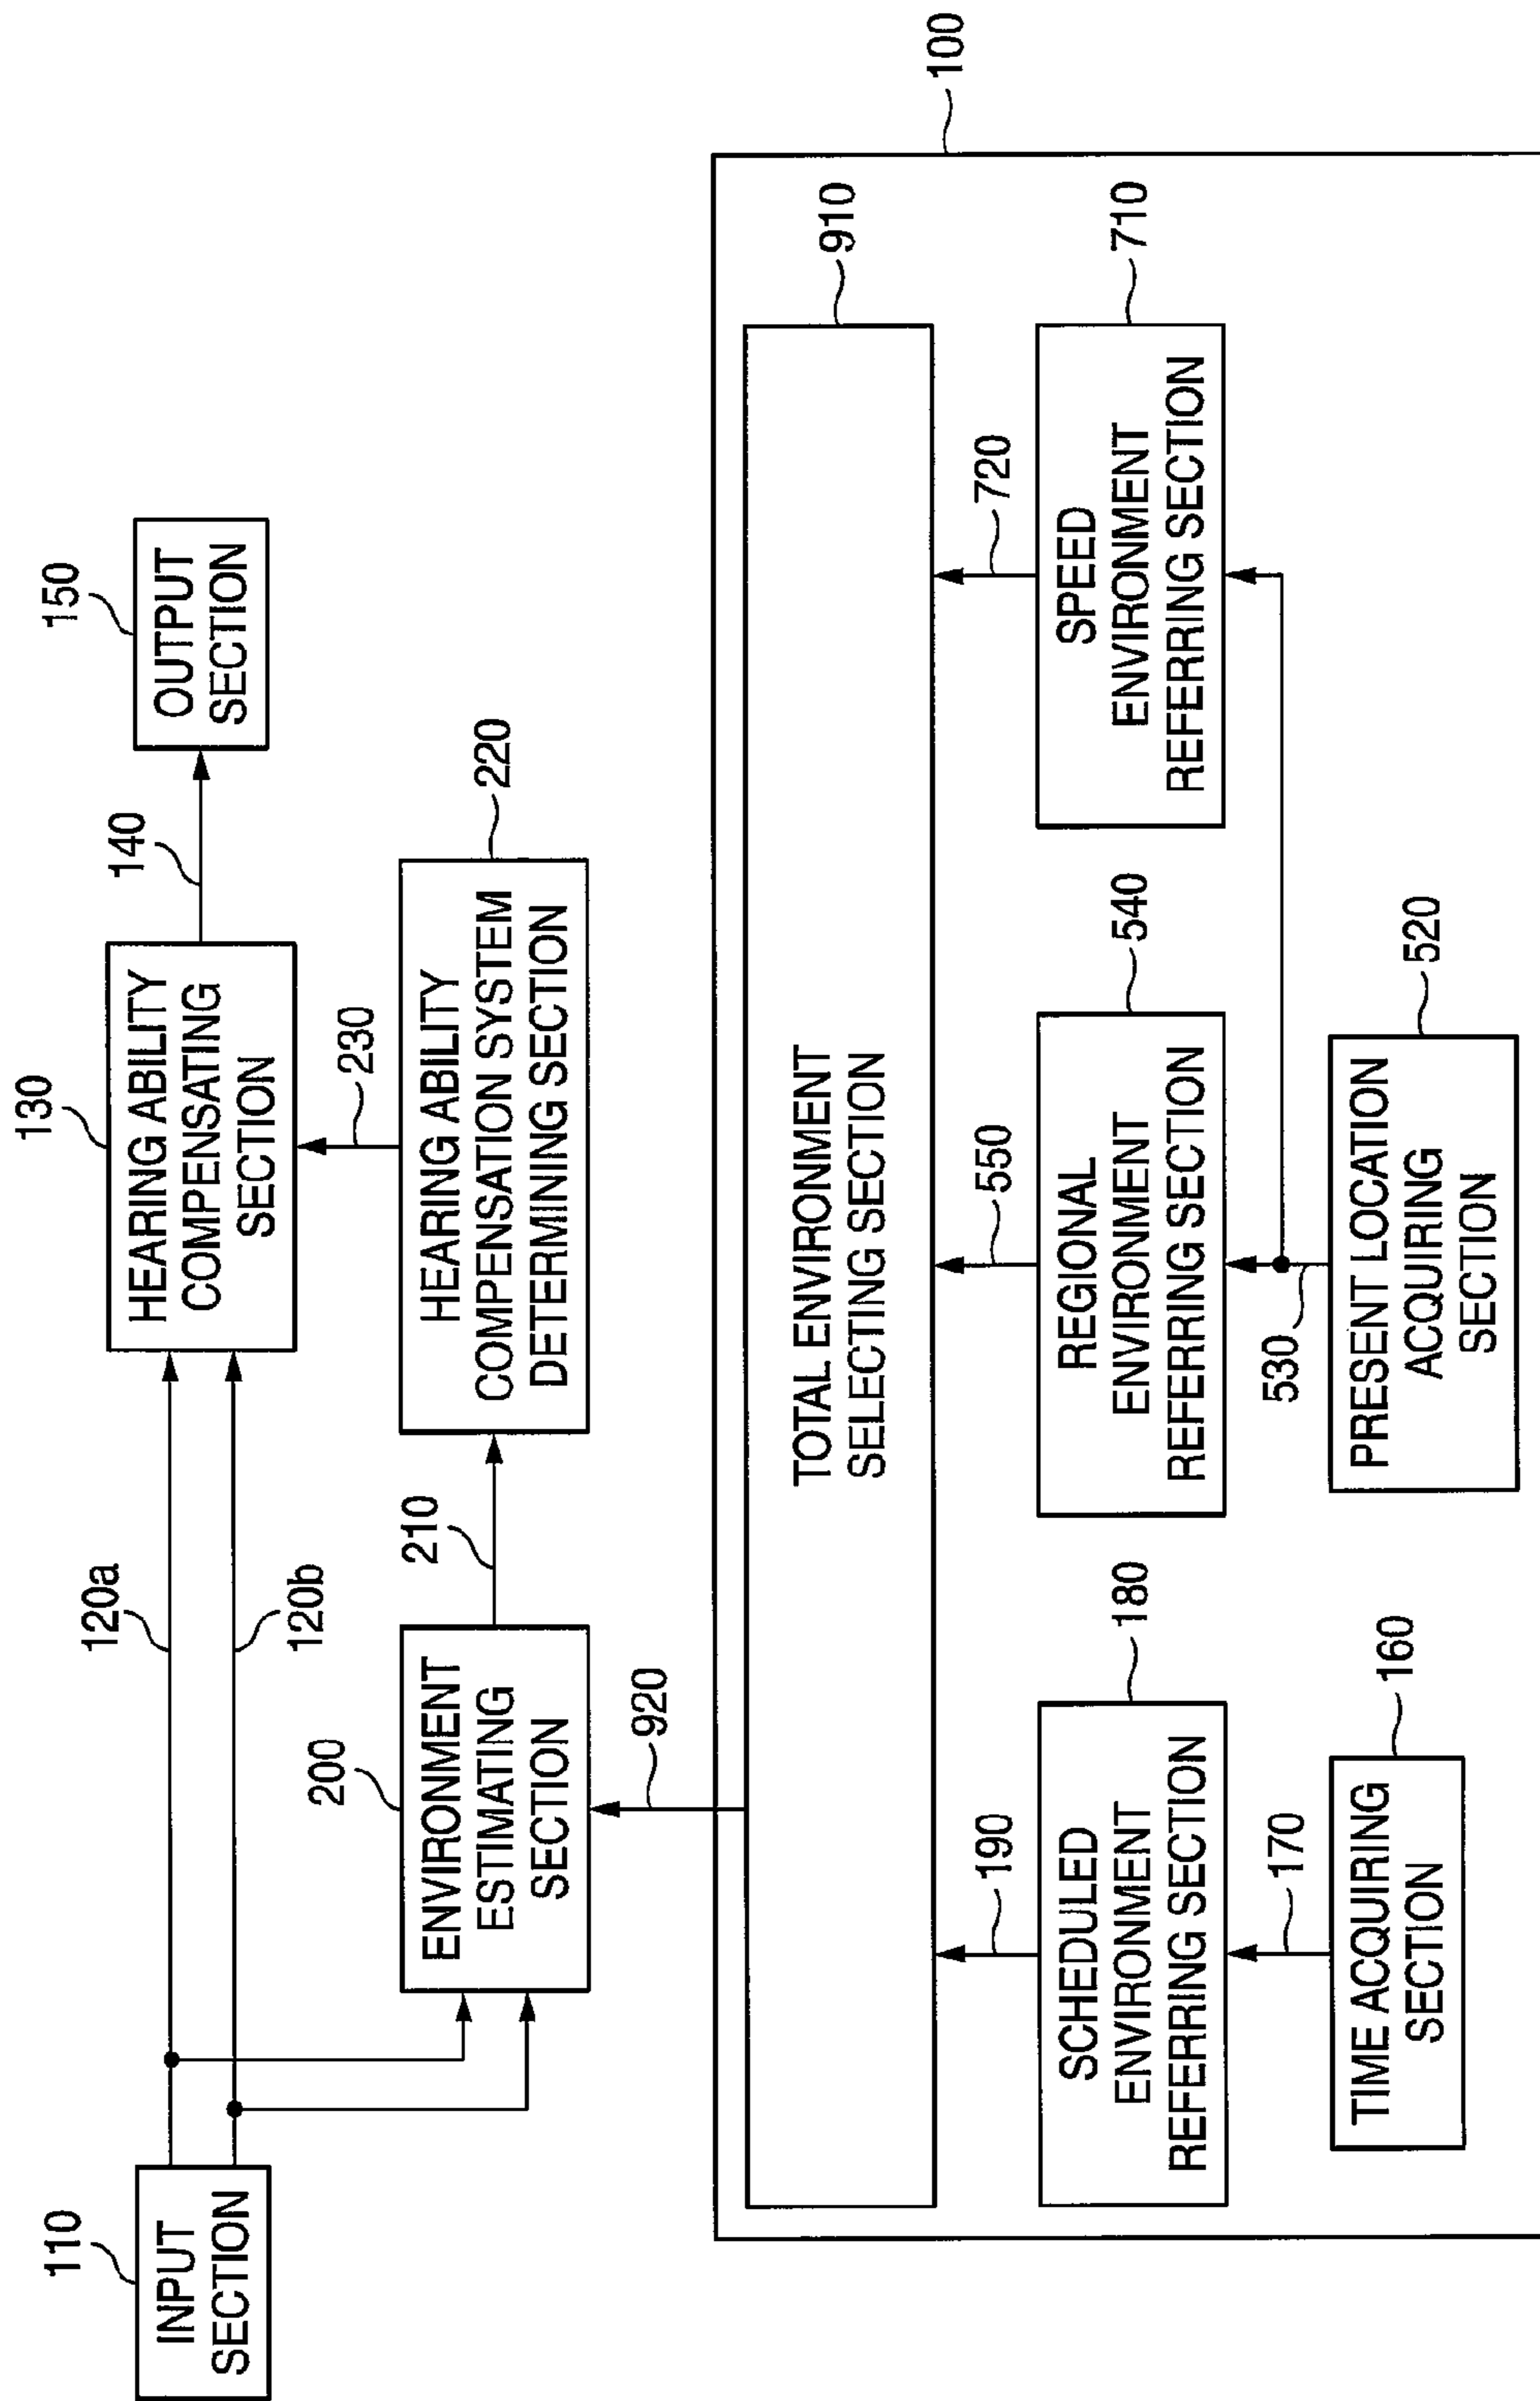 110
INPUT
SECTION
120a
120b
130
HEARING ABILITY
COMPENSATING
SECTION
140
150
OUTPUT
SECTION
200
ENVIRONMENT
ESTIMATING
SECTION
210
230
HEARING ABILITY
COMPENSATION SYSTEM
DETERMINING SECTION
220
920
100
TOTAL ENVIRONMENT
SELECTING SECTION
910
190
550
720
SCHEDULED
ENVIRONMENT
REFERRING SECTION
180
REGIONAL
ENVIRONMENT
REFERRING SECTION
540
SPEED
ENVIRONMENT
REFERRING SECTION
710
170
530
TIME ACQUIRING
SECTION
160
PRESENT LOCATION
ACQUIRING
SECTION
520